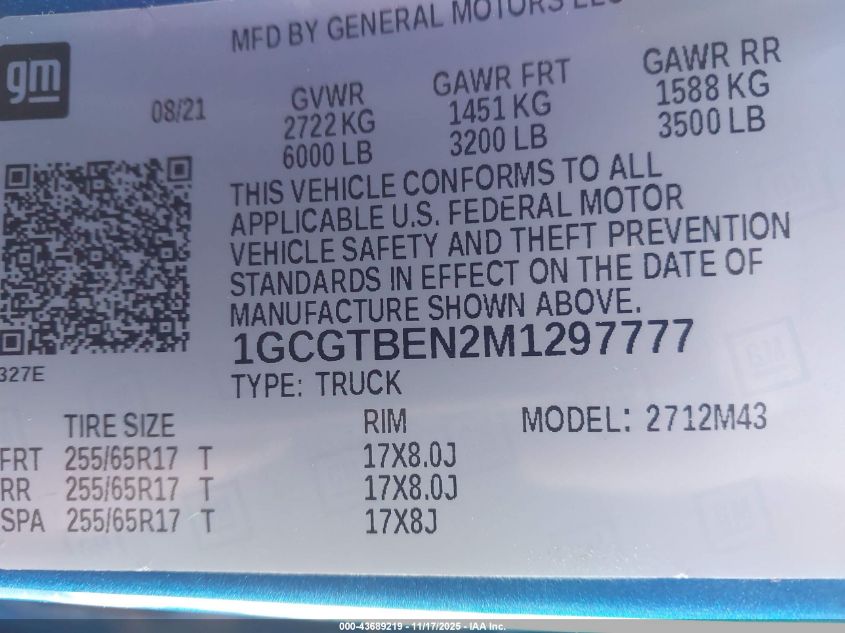 MFD BY GENERAL MOTORS LLC
gm
08/21
GVWR GAWR FRT GAWR RR
2722 KG 1451 KG 1588 KG
6000 LB 3200 LB 3500 LB
THIS VEHICLE CONFORMS TO ALL
APPLICABLE U.S. FEDERAL MOTOR
VEHICLE SAFETY AND THEFT PREVENTION
STANDARDS IN EFFECT ON THE DATE OF
MANUFACTURE SHOWN ABOVE.
1GCGTBEN2M1297777
327E
TYPE: TRUCK
TIRE SIZE RIM MODEL: 2712M43
FRT 255/65R17 T 17X8.0J
RR 255/65R17 T 17X8.0J
SPA 255/65R17 T 17X8J
000-43689219 - 11/17/2025 - IAA Inc.